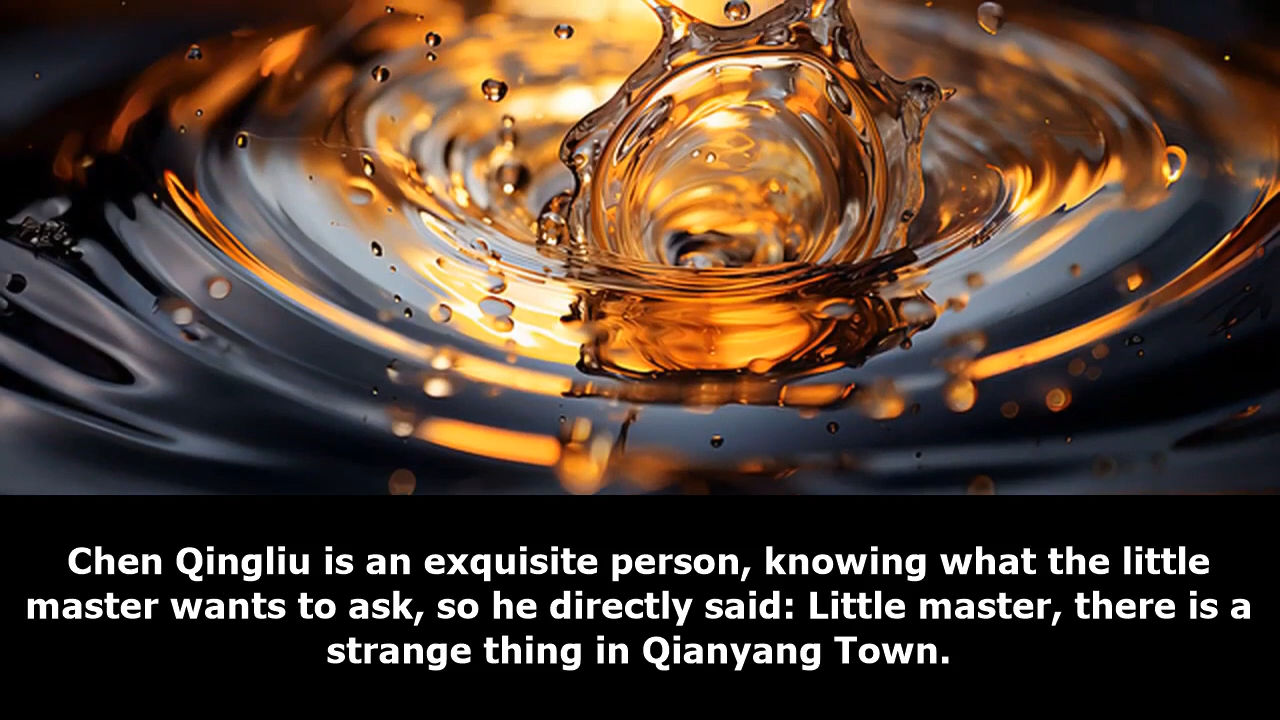 Chen Qingliu is an exquisite person, knowing what the little
master wants to ask, so he directly said: Little master, there is a
strange thing in Qianyang Town.